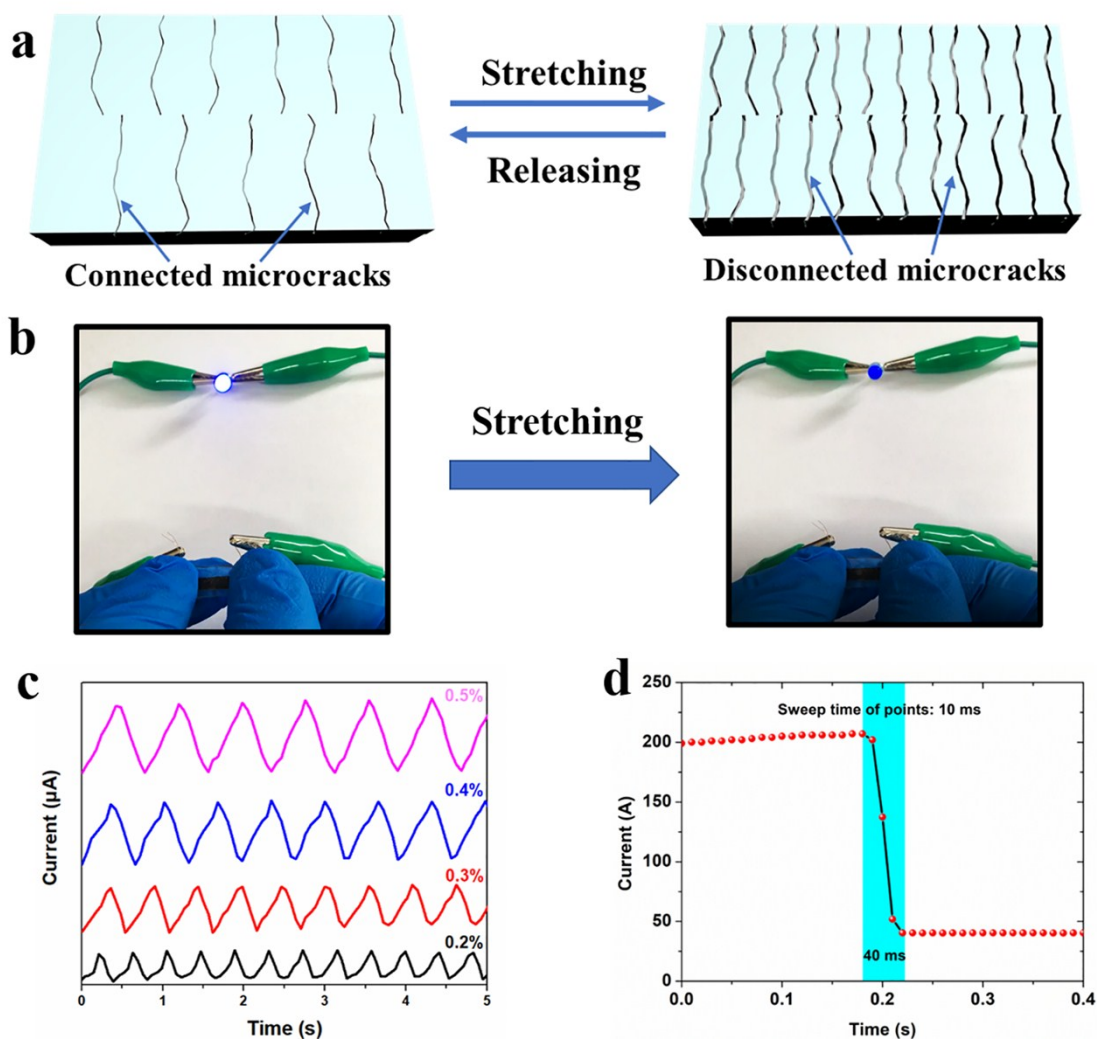 a
Stretching
Releasing
Connected microcracks
Disconnected microcracks
b
Stretching
c
0.5%
0.4%
0.3%
0.2%
Current (µA)
0 1 2 3 4 5
Time (s)
d
250
200
150
100
50
0
Sweep time of points: 10 ms
40 ms
Current (A)
0.0 0.1 0.2 0.3 0.4
Time (s)